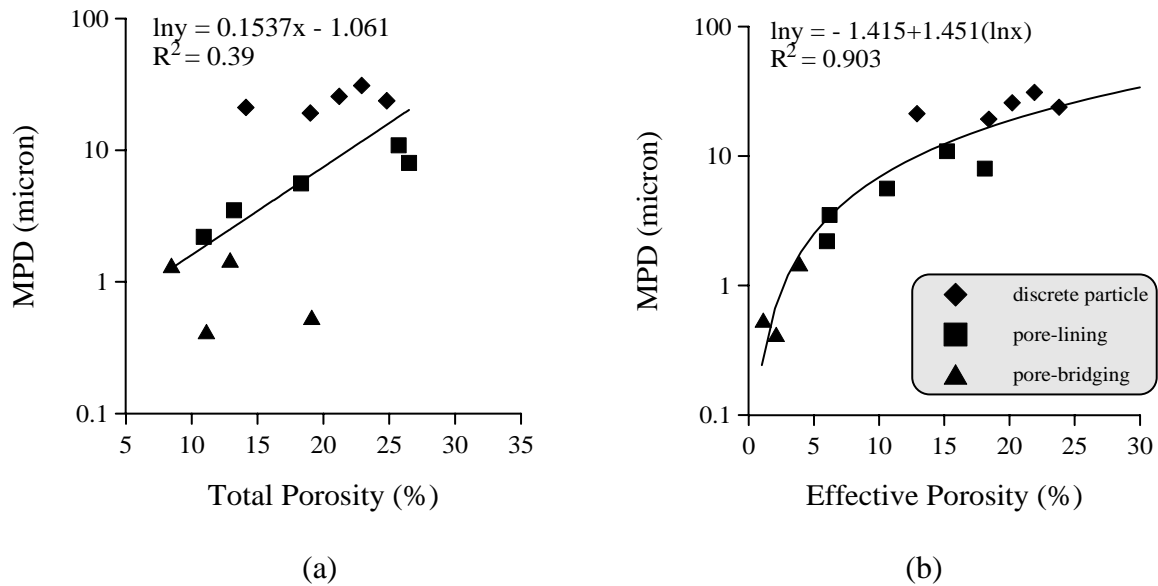 lny = 0.1537x - 1.061
R² = 0.39
100
10
1
0.1
MPD (micron)
5 10 15 20 25 30 35
Total Porosity (%)
(a)
lny = - 1.415+1.451(lnx)
R² = 0.903
100
10
1
0.1
MPD (micron)
discrete particle
pore-lining
pore-bridging
0 5 10 15 20 25 30
Effective Porosity (%)
(b)